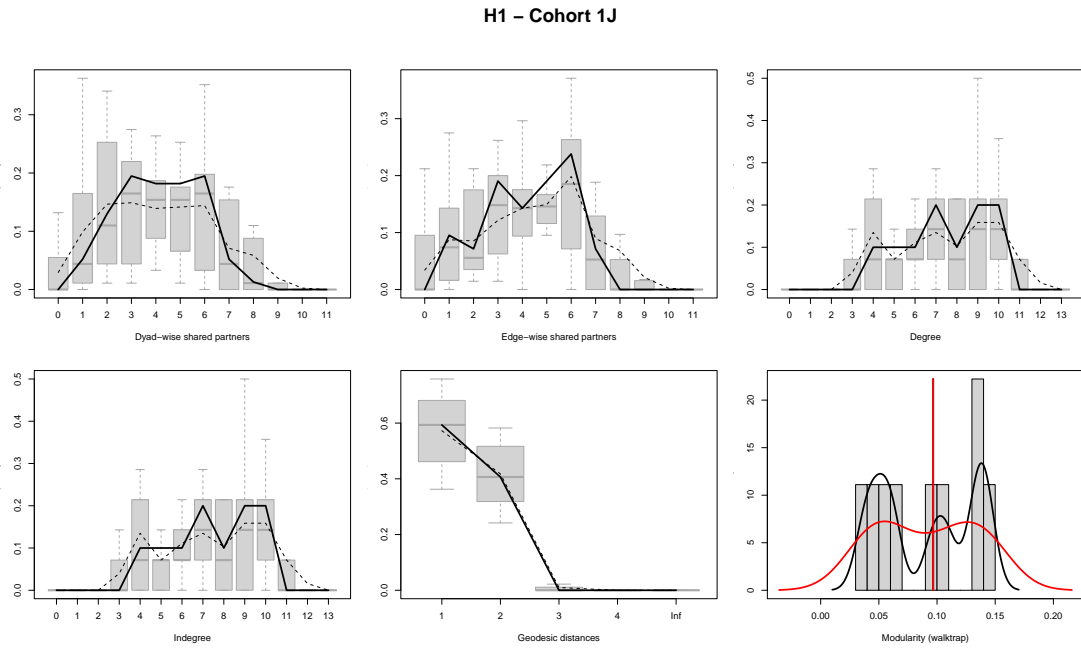 H1 − Cohort 1J
0.0 0.1 0.2 0.3
0 1 2 3 4 5 6 7 8 9 10 11
Dyad−wise shared partners
0.0 0.1 0.2 0.3
0 1 2 3 4 5 6 7 8 9 10 11
Edge−wise shared partners
0.0 0.1 0.2 0.3 0.4 0.5
0 1 2 3 4 5 6 7 8 9 10 11 12 13
Degree
0.0 0.1 0.2 0.3 0.4 0.5
0 1 2 3 4 5 6 7 8 9 10 11 12 13
Indegree
0.0 0.2 0.4 0.6
1 2 3 4 Inf
Geodesic distances
0 5 10 15 20
0.00 0.05 0.10 0.15 0.20
Modularity (walktrap)